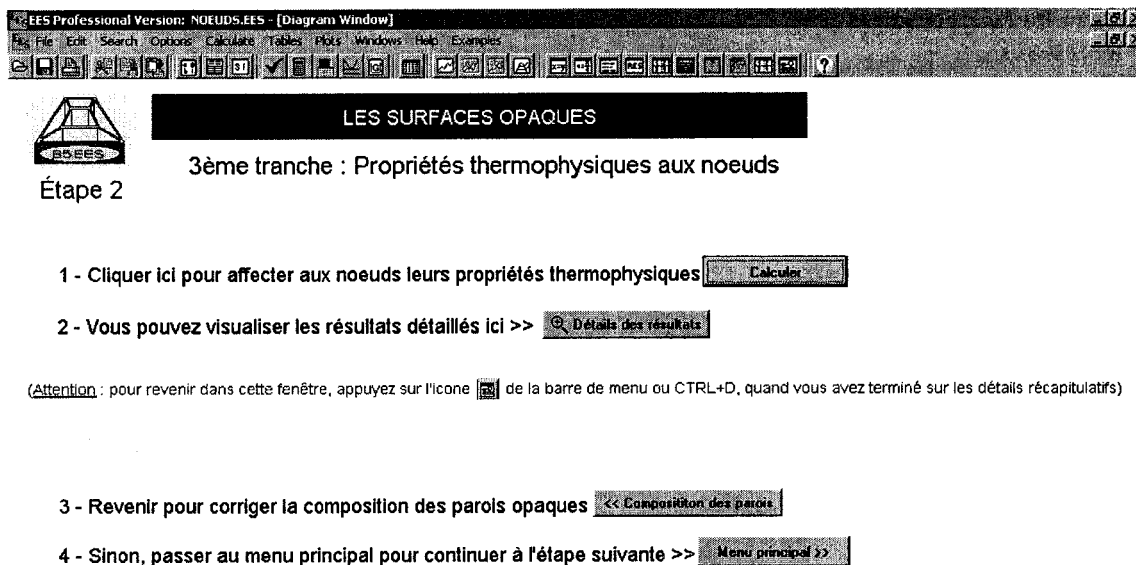 EES Professional Version: NOEUDS.EES - [Diagram Window]
File Edit Search Options Calculate Tables Plots Windows Help Examples
LES SURFACES OPAQUES
B5EES
3ème tranche : Propriétés thermophysiques aux noeuds
Étape 2
1 - Cliquer ici pour affecter aux noeuds leurs propriétés thermophysiques Calculer
2 - Vous pouvez visualiser les résultats détaillés ici >> Détails des résultats
(Attention : pour revenir dans cette fenêtre, appuyez sur l'icone de la barre de menu ou CTRL+D, quand vous avez terminé sur les détails récapitulatifs)
3 - Revenir pour corriger la composition des parois opaques << Composititon des parois
4 - Sinon, passer au menu principal pour continuer à l'étape suivante >> Menu principal >>